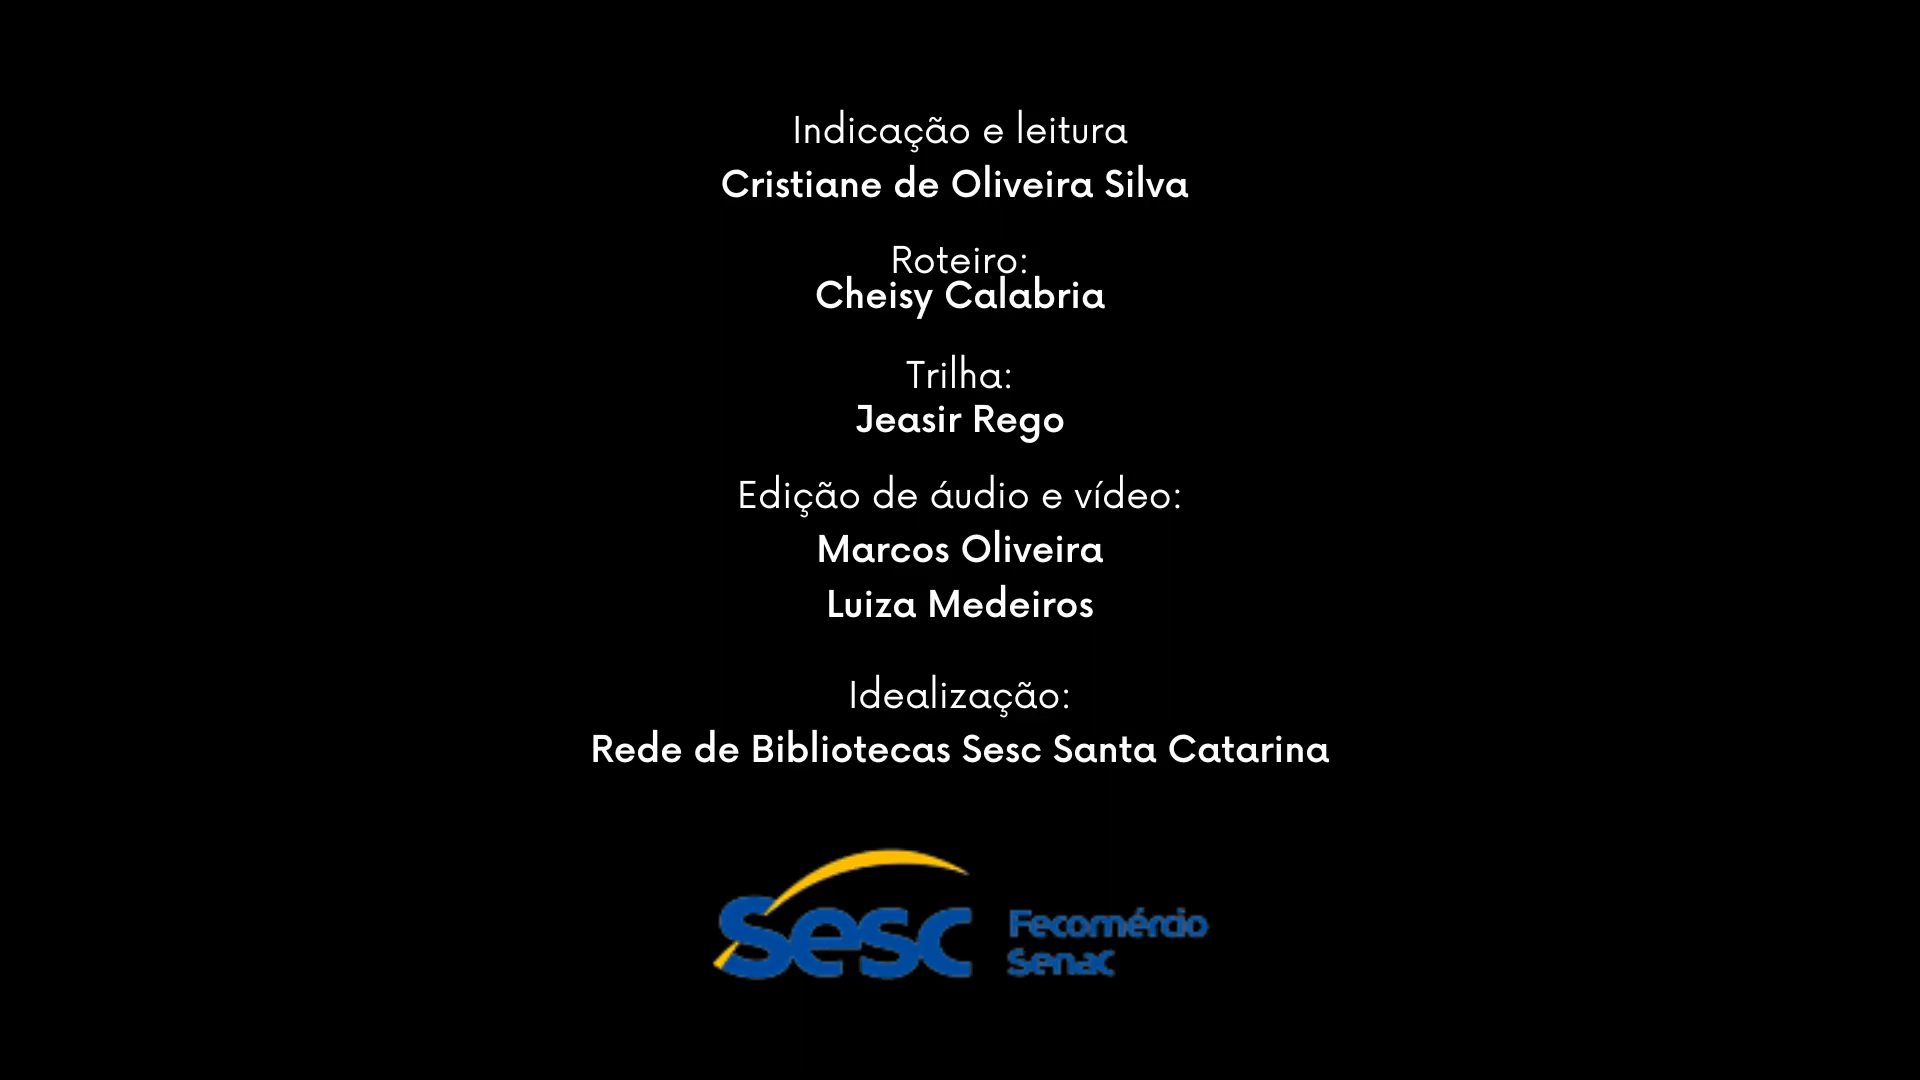 Indicação e leitura
Cristiane de Oliveira Silva
Roteiro:
Cheisy Calabria
Trilha:
Jeasir Rego
Edição de áudio e vídeo:
Marcos Oliveira
Luiza Medeiros
Idealização:
Rede de Bibliotecas Sesc Santa Catarina
Sesc
Fecomércio
Senac